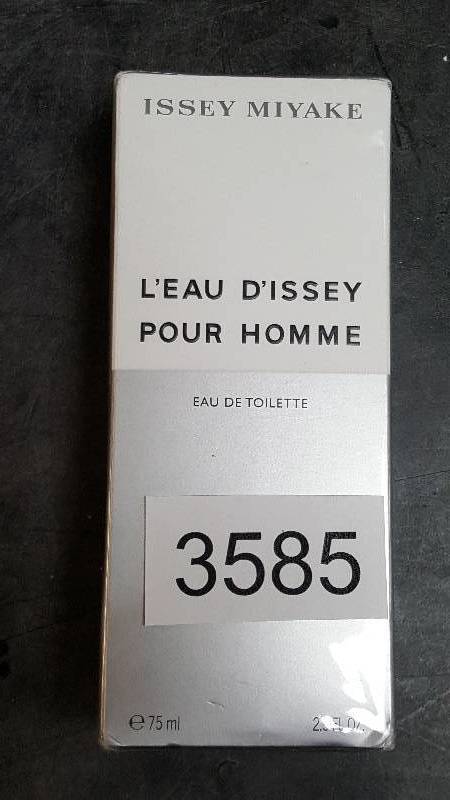 ISSEY MIYAKE
L'EAU D'ISSEY
POUR HOMME
EAU DE TOILETTE
3585
℮ 75 ml